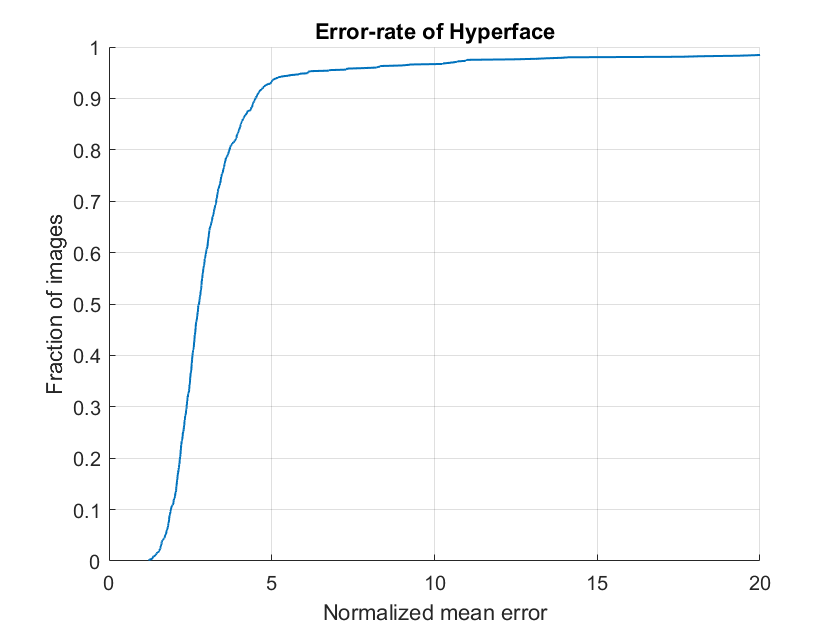 Error-rate of Hyperface
1
0.9
0.8
0.7
0.6
0.5
0.4
0.3
0.2
0.1
0
Fraction of images
0 5 10 15 20
Normalized mean error